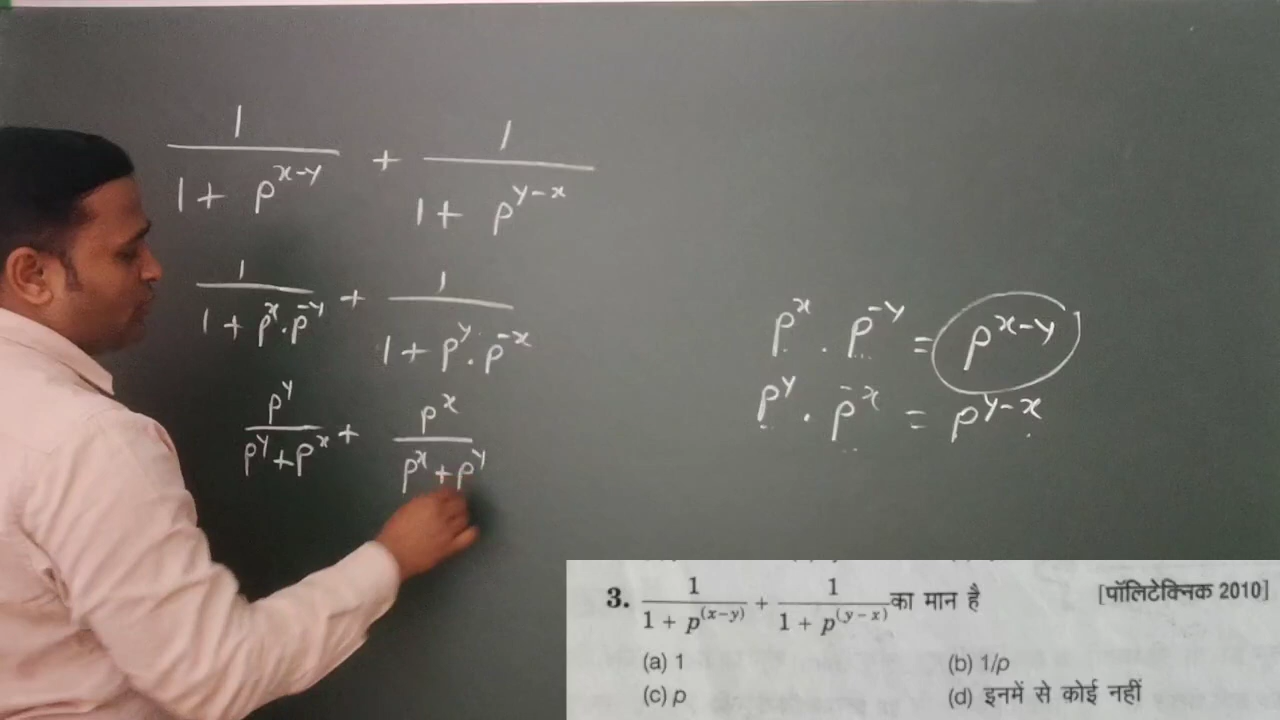 1/(1 + p^(x-y)) + 1/(1 + p^(y-x))
1/(1 + p^x . p^-y) + 1/(1 + p^y . p^-x)
p^y/(p^y + p^x) + p^x/(p^x + p^y)
p^x . p^-y = p^(x-y)
p^y . p^-x = p^(y-x)
3. 1/(1 + p^(x-y)) + 1/(1 + p^(y-x)) का मान है [पॉलिटेक्निक 2010]
(a) 1 (b) 1/p
(c) p (d) इनमें से कोई नहीं